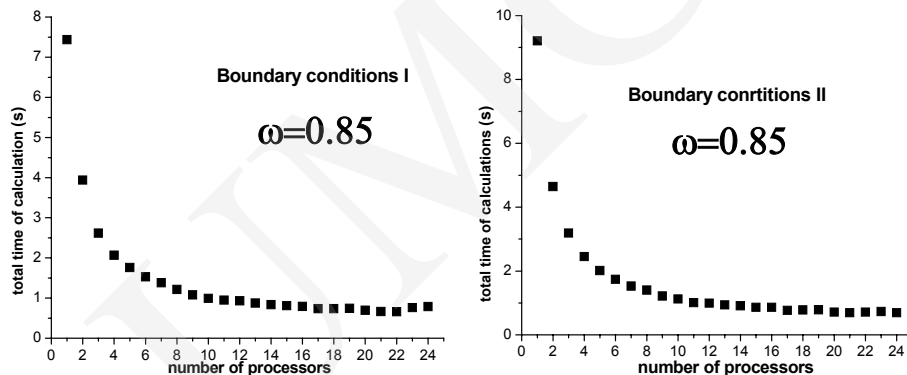 8
7
6
5
4
3
2
1
0
total time of calculation (s)
Boundary conditions I
ω=0.85
0 2 4 6 8 10 12 14 16 18 20 22 24
number of processors
10
8
6
4
2
0
total time of calculations (s)
Boundary conrtitions II
ω=0.85
0 2 4 6 8 10 12 14 16 18 20 22 24
number of processors